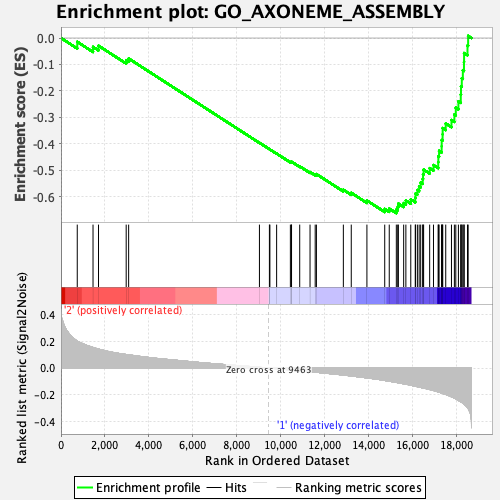 Enrichment plot: GO_AXONEME_ASSEMBLY
Enrichment score (ES)
0.0
-0.1
-0.2
-0.3
-0.4
-0.5
-0.6
'2' (positively correlated)
Ranked list metric (Signal2Noise)
0.4
0.2
0.0
-0.2
-0.4
Zero cross at 9463
'1' (negatively correlated)
0 2,000 4,000 6,000 8,000 10,000 12,000 14,000 16,000 18,000
Rank in Ordered Dataset
Enrichment profile Hits Ranking metric scores